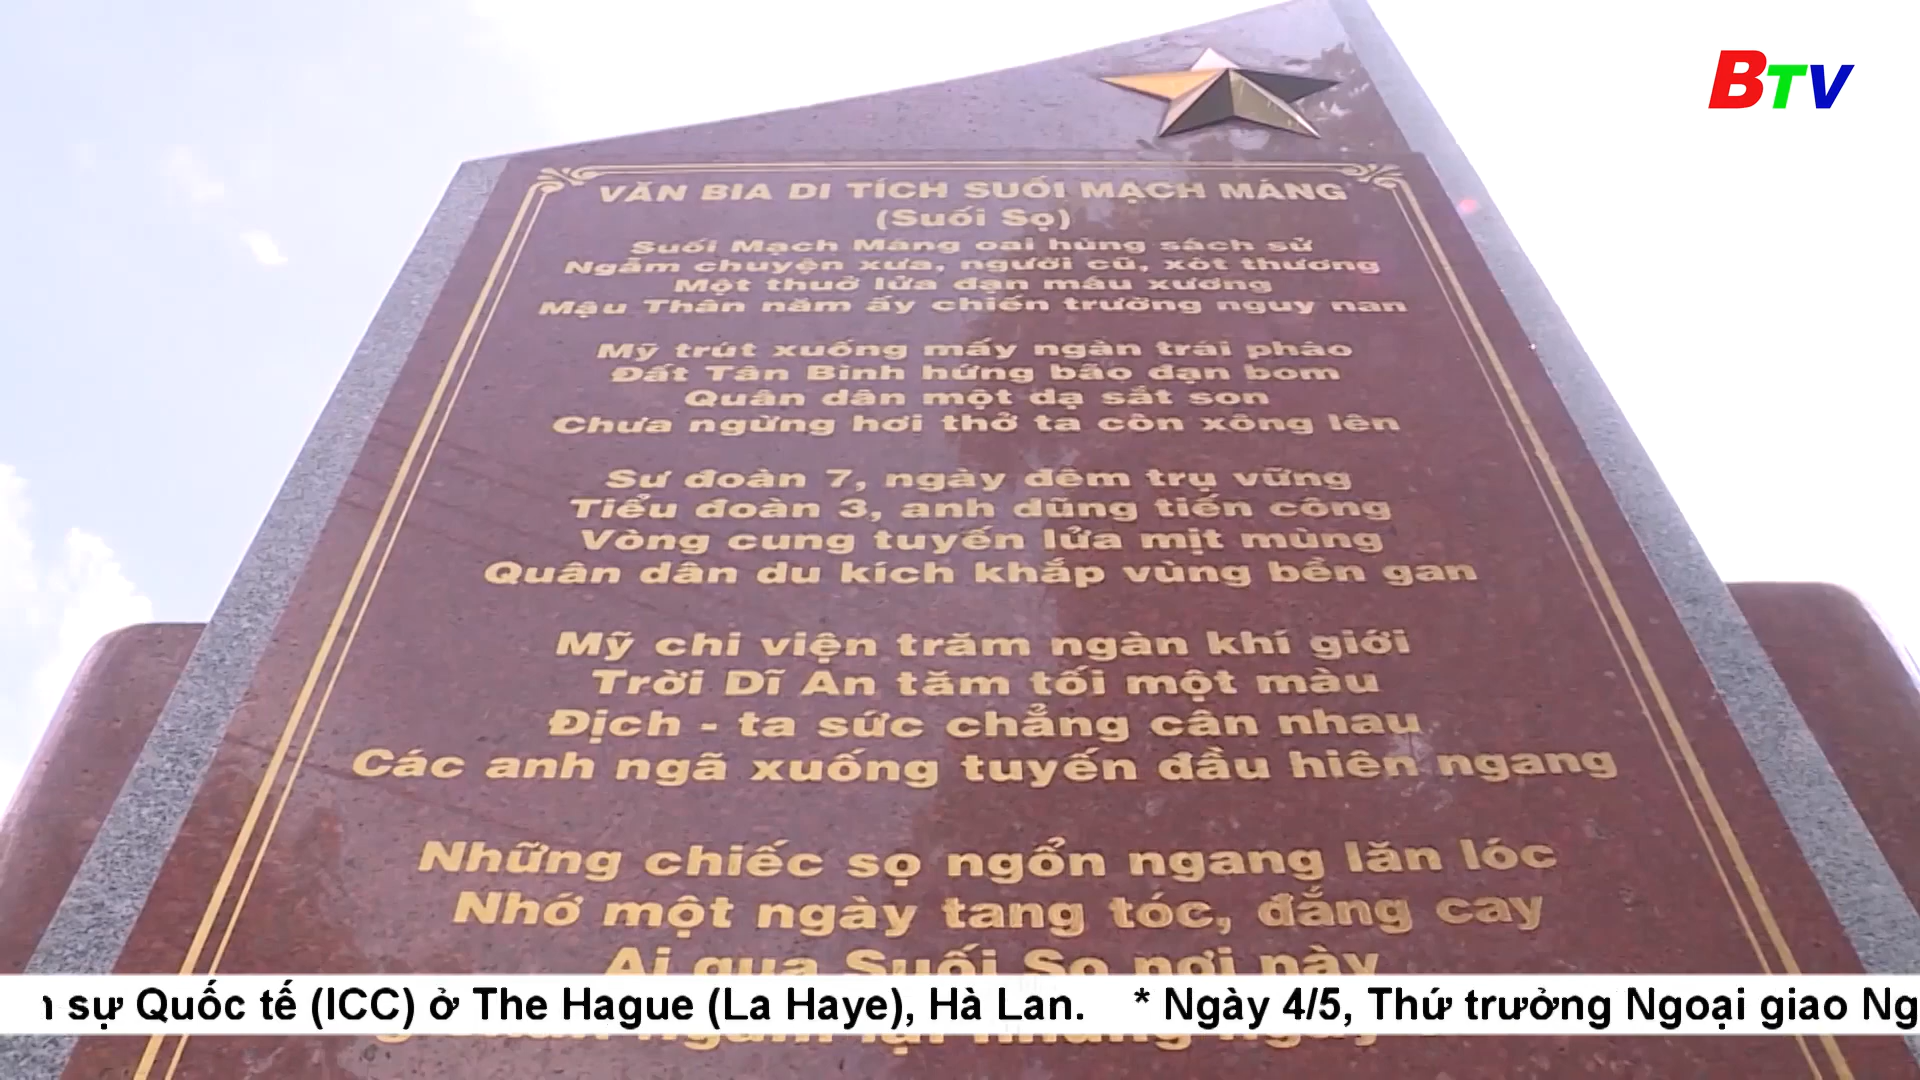 BTV
VĂN BIA DI TÍCH SUỐI MẠCH MÁNG
(Suối Sọ)
Suối Mạch Máng oai hùng sách sử
Ngẫm chuyện xưa, người cũ, xót thương
Một thuở lửa đạn máu xương
Mậu Thân năm ấy chiến trường nguy nan
Mỹ trút xuống mấy ngàn trái pháo
Đất Tân Bình hứng bão đạn bom
Quân dân một dạ sắt son
Chưa ngừng hơi thở ta còn xông lên
Sư đoàn 7, ngày đêm trụ vững
Tiểu đoàn 3, anh dũng tiến công
Vòng cung tuyến lửa mịt mùng
Quân dân du kích khắp vùng bền gan
Mỹ chi viện trăm ngàn khí giới
Trời Dĩ An tăm tối một màu
Địch - ta sức chẳng cân nhau
Các anh ngã xuống tuyến đầu hiên ngang
Những chiếc sọ ngổn ngang lăn lóc
Nhớ một ngày tang tóc, đắng cay
Ai qua Suối Sọ nơi này
sự Quốc tế (ICC) ở The Hague (La Haye), Hà Lan. * Ngày 4/5, Thứ trưởng Ngoại giao Ng